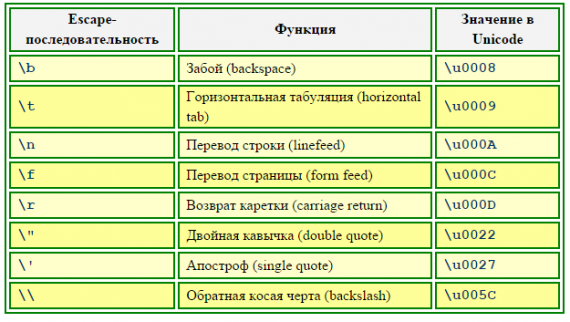 Escape-последовательность Функция Значение в Unicode
\b Забой (backspace) \u0008
\t Горизонтальная табуляция (horizontal tab) \u0009
\n Перевод строки (linefeed) \u000A
\f Перевод страницы (form feed) \u000C
\r Возврат каретки (carriage return) \u000D
\" Двойная кавычка (double quote) \u0022
\' Апостроф (single quote) \u0027
\\ Обратная косая черта (backslash) \u005C